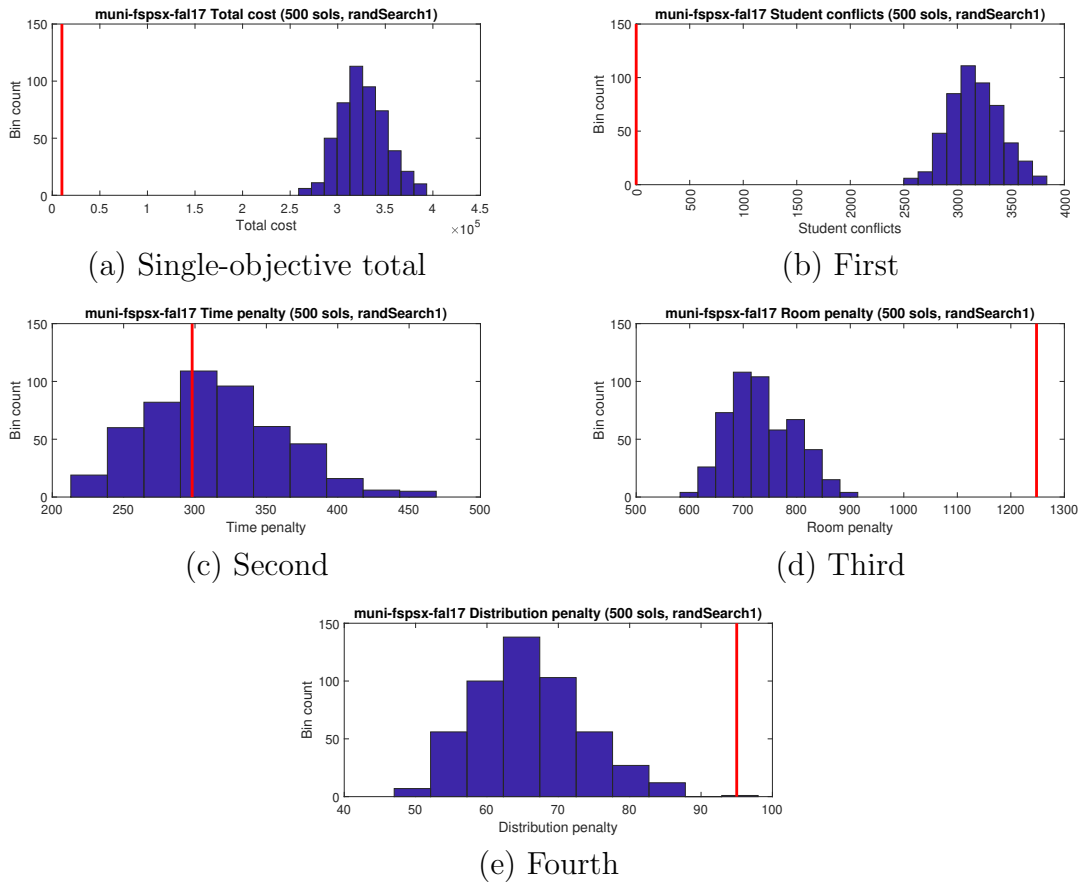 muni-fspsx-fal17 Total cost (500 sols, randSearch1)
150
100
50
0
Bin count
0 0.5 1 1.5 2 2.5 3 3.5 4 4.5
Total cost
×10^5
(a) Single-objective total
muni-fspsx-fal17 Student conflicts (500 sols, randSearch1)
150
100
50
0
Bin count
0 500 1000 1500 2000 2500 3000 3500 4000
Student conflicts
(b) First
muni-fspsx-fal17 Time penalty (500 sols, randSearch1)
150
100
50
0
Bin count
200 250 300 350 400 450 500
Time penalty
(c) Second
muni-fspsx-fal17 Room penalty (500 sols, randSearch1)
150
100
50
0
Bin count
500 600 700 800 900 1000 1100 1200 1300
Room penalty
(d) Third
muni-fspsx-fal17 Distribution penalty (500 sols, randSearch1)
150
100
50
0
Bin count
40 50 60 70 80 90 100
Distribution penalty
(e) Fourth